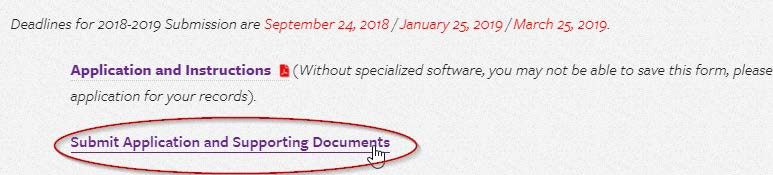 Deadlines for 2018-2019 Submission are September 24, 2018 / January 25, 2019 / March 25, 2019.
Application and Instructions (Without specialized software, you may not be able to save this form, please
application for your records).
Submit Application and Supporting Documents